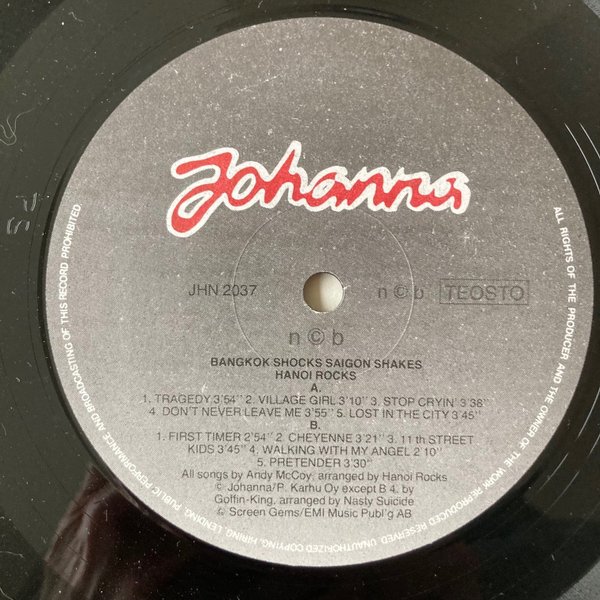 Johanna
JHN 2037
n©b TEOSTO
n©b
BANGKOK SHOCKS SAIGON SHAKES
HANOI ROCKS
A.
1. TRAGEDY 3'54'' 2. VILLAGE GIRL 3'10'' 3. STOP CRYIN' 3'38''
4. DON'T NEVER LEAVE ME 3'55'' 5. LOST IN THE CITY 3'45''
B.
1. FIRST TIMER 2'54'' 2. CHEYENNE 3'21'' 3. 11th STREET
KIDS 3'45'' 4. WALKING WITH MY ANGEL 2'10''
5. PRETENDER 3'30''
All songs by Andy McCoy, arranged by Hanoi Rocks
© Johanna/P. Karhu Oy except B 4. by
Goffin-King, arranged by Nasty Suicide
© Screen Gems/EMI Music Publ'g AB
ALL RIGHTS OF THE PRODUCER AND THE OWNER OF THE WORK REPRODUCED RESERVED. UNAUTHORIZED COPYING, HIRING, LENDING, PUBLIC PERFORMANCE AND BROADCASTING OF THIS RECORD PROHIBITED.